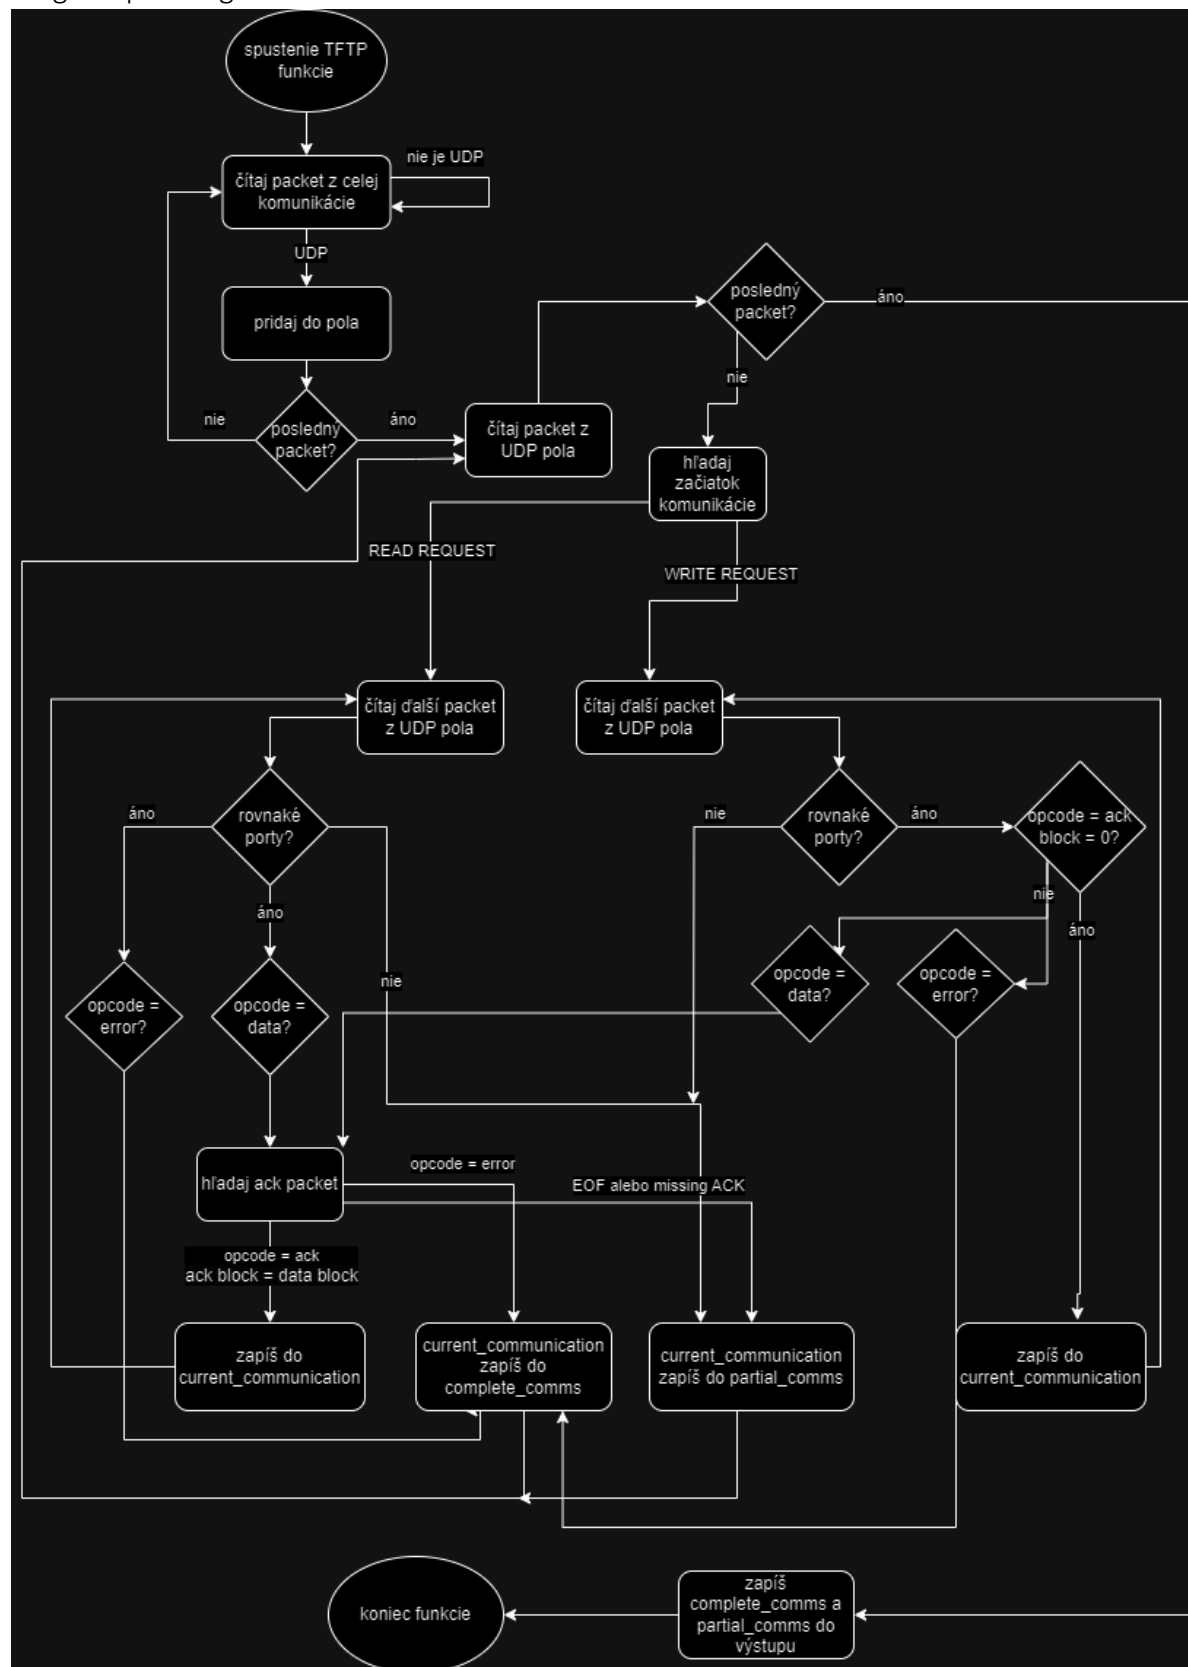 spustenie TFTP
funkcie
nie je UDP
čítaj packet z celej
komunikácie
UDP
pridaj do pola
posledný
packet?
áno
nie
nie
áno
posledný
packet?
čítaj packet z
UDP pola
hľadaj
začiatok
komunikácie
READ REQUEST
WRITE REQUEST
čítaj ďalší packet
z UDP pola
čítaj ďalší packet
z UDP pola
áno
rovnaké
porty?
nie
rovnaké
porty?
áno
opcode = ack
block = 0?
áno
nie
áno
nie
opcode =
error?
opcode =
data?
opcode =
data?
opcode =
error?
hľadaj ack packet
opcode = error
EOF alebo missing ACK
opcode = ack
ack block = data block
zapíš do
current_communication
current_communication
zapíš do
complete_comms
current_communication
zapíš do partial_comms
zapíš do
current_communication
koniec funkcie
zapíš
complete_comms a
partial_comms do
výstupu